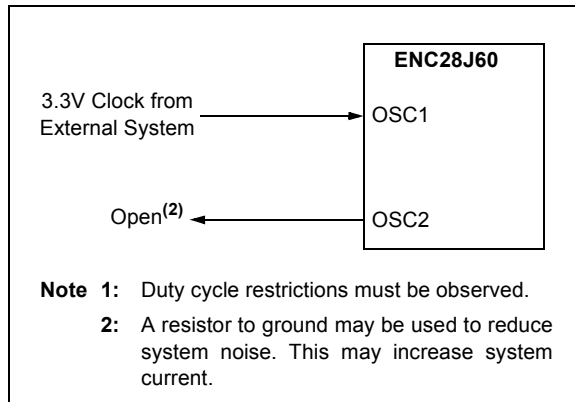 ENC28J60
3.3V Clock from
External System
OSC1
Open(2)
OSC2
Note 1: Duty cycle restrictions must be observed.
2: A resistor to ground may be used to reduce
system noise. This may increase system
current.